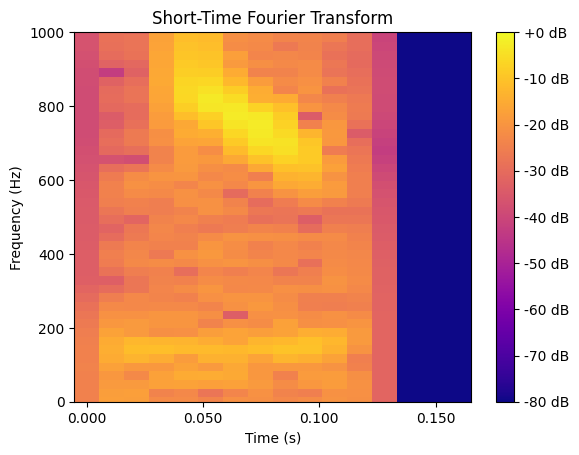 Short-Time Fourier Transform
1000
800
600
400
200
0
Frequency (Hz)
0.000
0.050
0.100
0.150
Time (s)
+0 dB
-10 dB
-20 dB
-30 dB
-40 dB
-50 dB
-60 dB
-70 dB
-80 dB